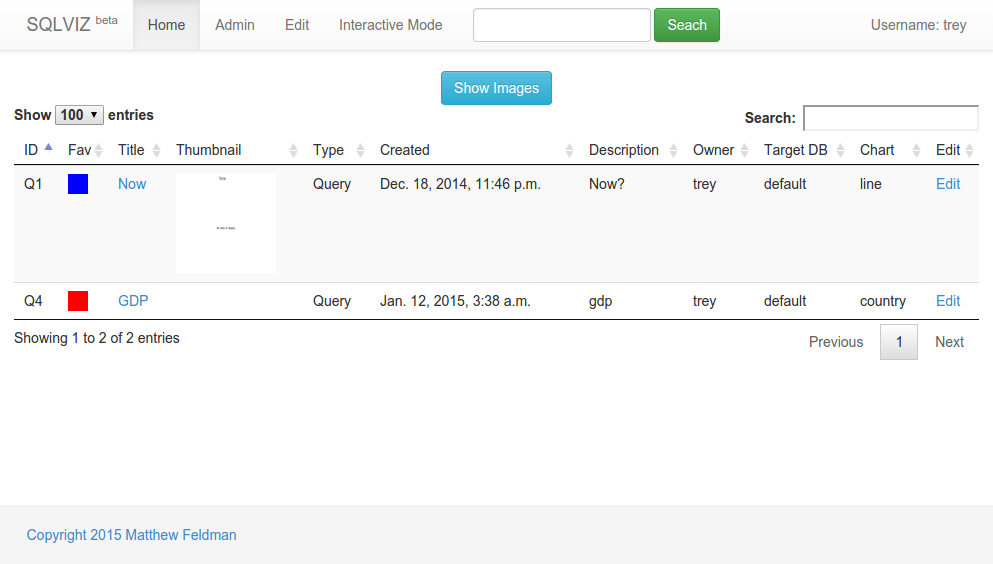 SQLVIZ beta Home Admin Edit Interactive Mode Seach Username: trey
Show Images
Show 100 entries Search:
ID Fav Title Thumbnail Type Created Description Owner Target DB Chart Edit
Q1 Now Query Dec. 18, 2014, 11:46 p.m. Now? trey default line Edit
Q4 GDP Query Jan. 12, 2015, 3:38 a.m. gdp trey default country Edit
Showing 1 to 2 of 2 entries Previous 1 Next
Copyright 2015 Matthew Feldman